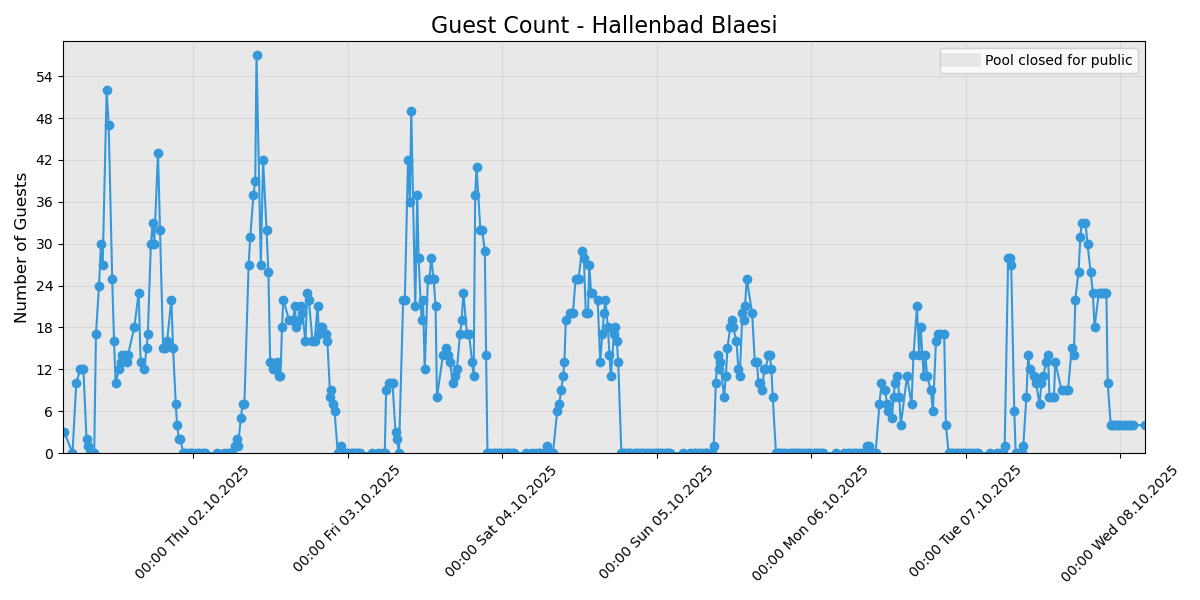 Guest Count - Hallenbad Blaesi
Pool closed for public
Number of Guests
54
48
42
36
30
24
18
12
6
0
00:00 Thu 02.10.2025
00:00 Fri 03.10.2025
00:00 Sat 04.10.2025
00:00 Sun 05.10.2025
00:00 Mon 06.10.2025
00:00 Tue 07.10.2025
00:00 Wed 08.10.2025